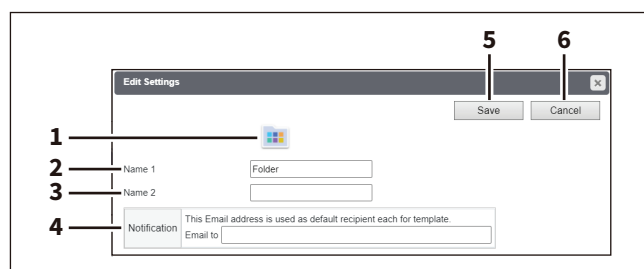 5 6
Edit Settings
Save Cancel
1
2 Name 1 Folder
3 Name 2
4 Notification This Email address is used as default recipient each for template.
Email to